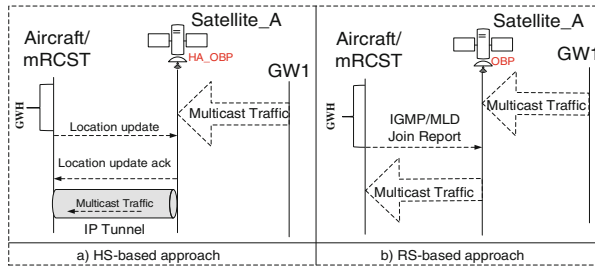 Satellite_A
Aircraft/
mRCST
HA_OBP
GW1
GWH
Multicast Traffic
Location update
Location update ack
Multicast Traffic
IP Tunnel
a) HS-based approach
Satellite_A
Aircraft/
mRCST
OBP
GW1
GWH
Multicast Traffic
IGMP/MLD
Join Report
Multicast Traffic
b) RS-based approach